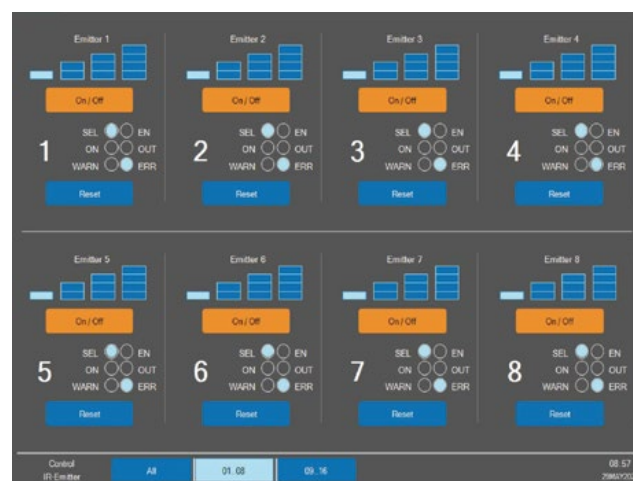 Emitter 1
Emitter 2
Emitter 3
Emitter 4
On / Off
On / Off
On / Off
On / Off
1
SEL EN
ON OUT
WARN ERR
2
SEL EN
ON OUT
WARN ERR
3
SEL EN
ON OUT
WARN ERR
4
SEL EN
ON OUT
WARN ERR
Reset
Reset
Reset
Reset
Emitter 5
Emitter 6
Emitter 7
Emitter 8
On / Off
On / Off
On / Off
On / Off
5
SEL EN
ON OUT
WARN ERR
6
SEL EN
ON OUT
WARN ERR
7
SEL EN
ON OUT
WARN ERR
8
SEL EN
ON OUT
WARN ERR
Reset
Reset
Reset
Reset
Control
IR-Emitter
All
01..08
09..16
08:57